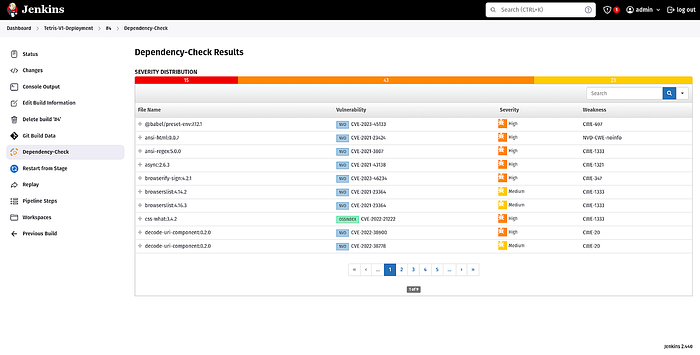 Jenkins
Search (CTRL+K)
1
admin
log out
Dashboard > Tetris-V1-Deployment > #4 > Dependency-Check
Status
Changes
Console Output
Edit Build Information
Delete build '#4'
Git Build Data
Dependency-Check
Restart from Stage
Replay
Pipeline Steps
Workspaces
Previous Build
Dependency-Check Results
SEVERITY DISTRIBUTION
15 43
Search
File Name Vulnerability Severity Weakness
+ @babel/preset-env:7.12.1 NVD CVE-2023-45133 High CWE-697
+ ansi-html:0.0.7 NVD CVE-2021-23424 High NVD-CWE-noinfo
+ ansi-regex:5.0.0 NVD CVE-2021-3807 High CWE-1333
+ async:2.6.3 NVD CVE-2021-43138 High CWE-1321
+ browserify-sign:4.2.1 NVD CVE-2023-46234 High CWE-347
+ browserslist:4.14.2 NVD CVE-2021-23364 Medium CWE-1333
+ browserslist:4.16.3 NVD CVE-2021-23364 Medium CWE-1333
+ css-what:3.4.2 OSSINDEX CVE-2022-21222 High CWE-1333
+ decode-uri-component:0.2.0 NVD CVE-2022-38900 High CWE-20
+ decode-uri-component:0.2.0 NVD CVE-2022-38778 Medium CWE-20
« ‹ ... 1 2 3 4 5 ... › »
1 of 9
Jenkins 2.440